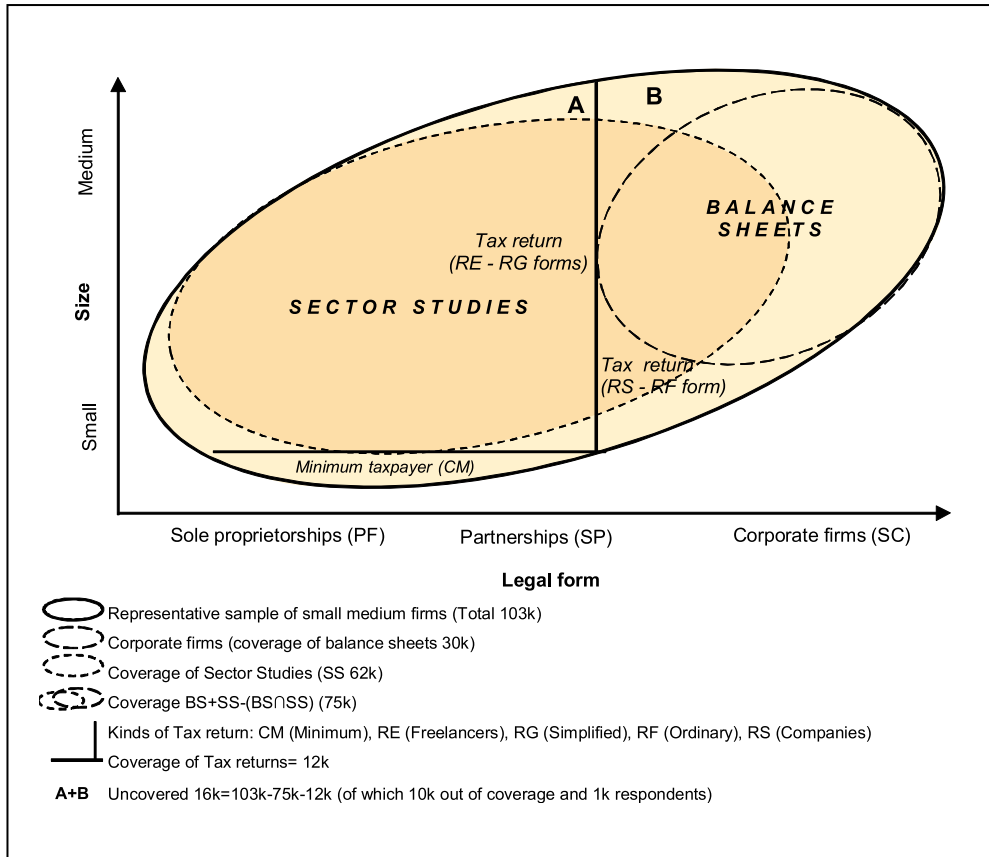 A
B
Medium
BALANCE
SHEETS
Tax return
(RE - RG forms)
Size
SECTOR STUDIES
Tax return
(RS - RF form)
Small
Minimum taxpayer (CM)
Sole proprietorships (PF)
Partnerships (SP)
Corporate firms (SC)
Legal form
Representative sample of small medium firms (Total 103k)
Corporate firms (coverage of balance sheets 30k)
Coverage of Sector Studies (SS 62k)
Coverage BS+SS-(BS∩SS) (75k)
Kinds of Tax return: CM (Minimum), RE (Freelancers), RG (Simplified), RF (Ordinary), RS (Companies)
Coverage of Tax returns= 12k
A+B Uncovered 16k=103k-75k-12k (of which 10k out of coverage and 1k respondents)